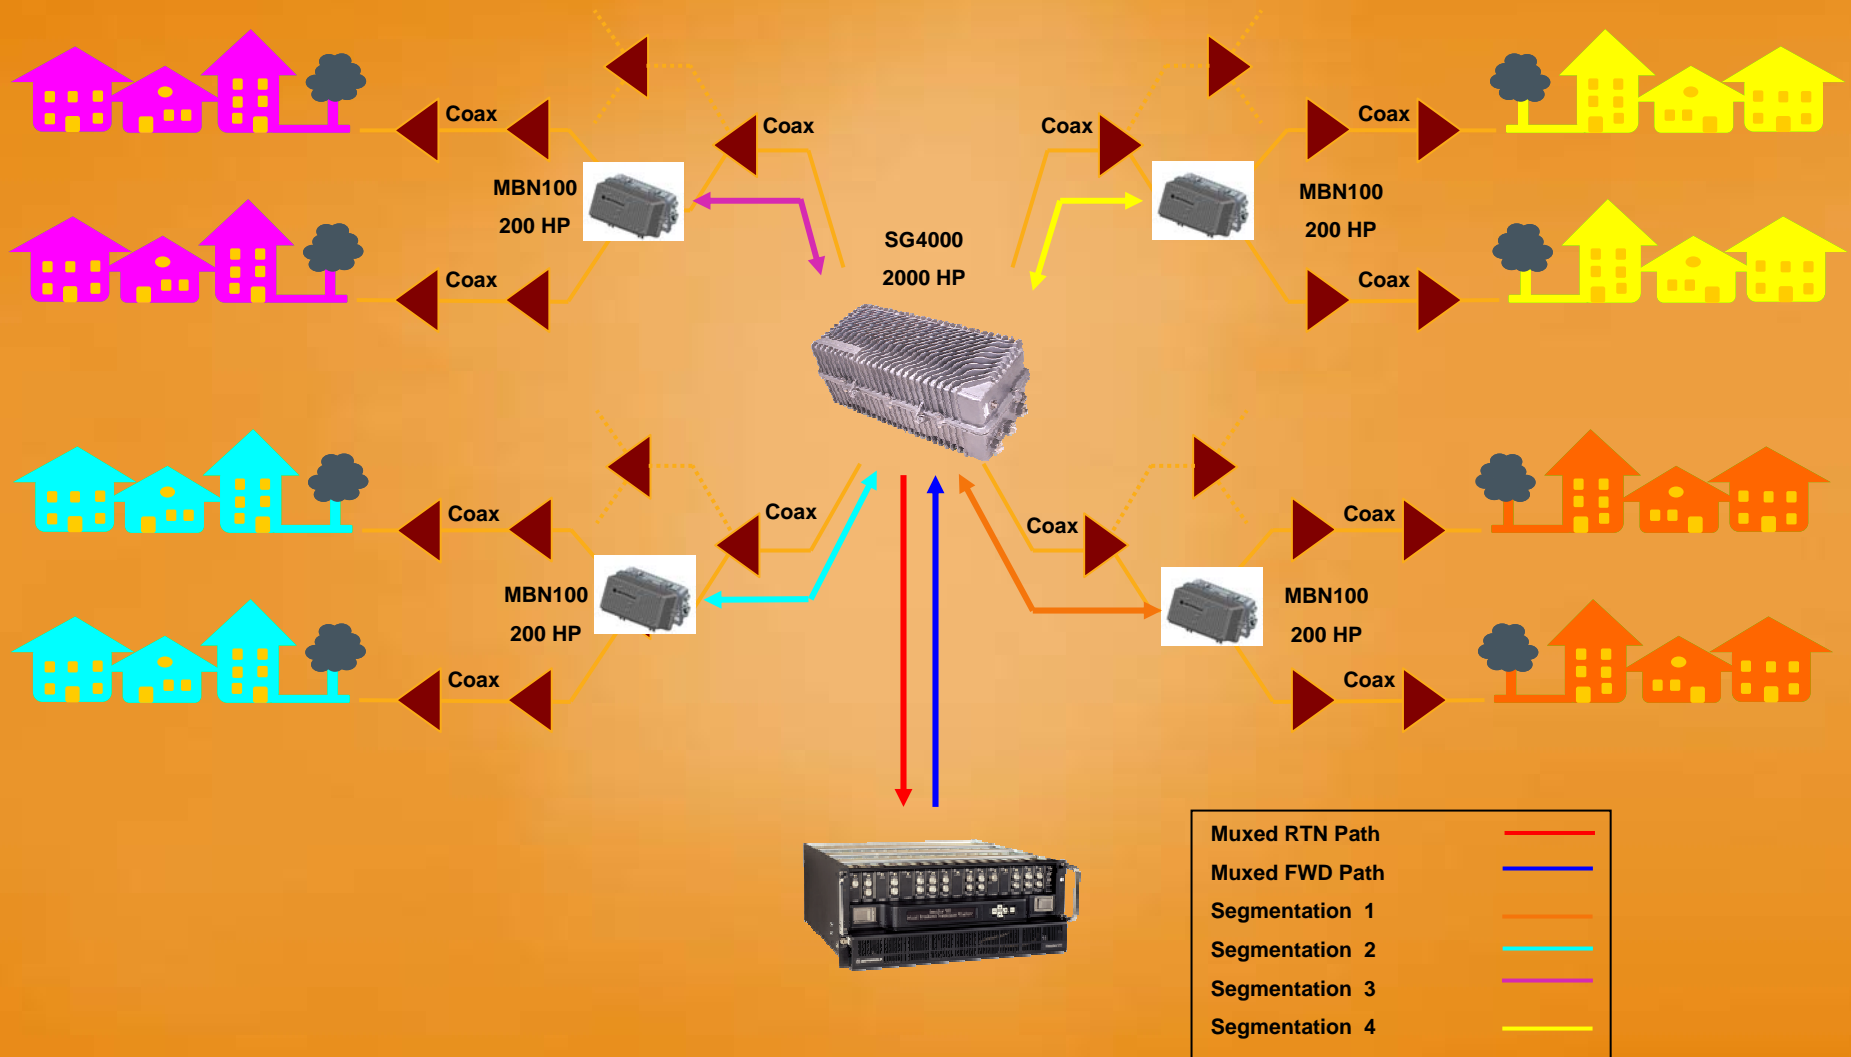 Coax
Coax
Coax
Coax
MBN100
200 HP
MBN100
200 HP
SG4000
2000 HP
Coax
Coax
Coax
Coax
Coax
Coax
MBN100
200 HP
MBN100
200 HP
Coax
Coax
Muxed RTN Path
Muxed FWD Path
Segmentation 1
Segmentation 2
Segmentation 3
Segmentation 4